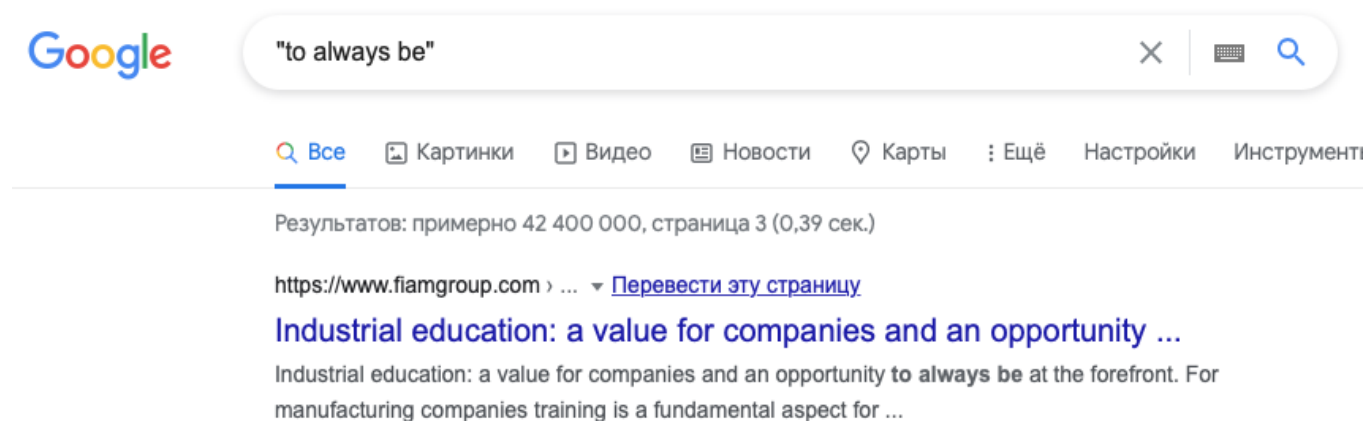 Google
"to always be"
Все Картинки Видео Новости Карты Ещё Настройки Инструменты
Результатов: примерно 42 400 000, страница 3 (0,39 сек.)
https://www.fiamgroup.com › ... Перевести эту страницу
Industrial education: a value for companies and an opportunity ...
Industrial education: a value for companies and an opportunity to always be at the forefront. For
manufacturing companies training is a fundamental aspect for ...